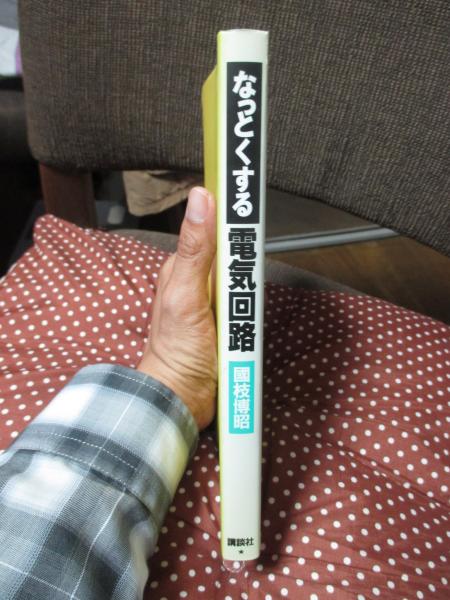 なっとくする
電気回路
國枝博昭
講談社
★